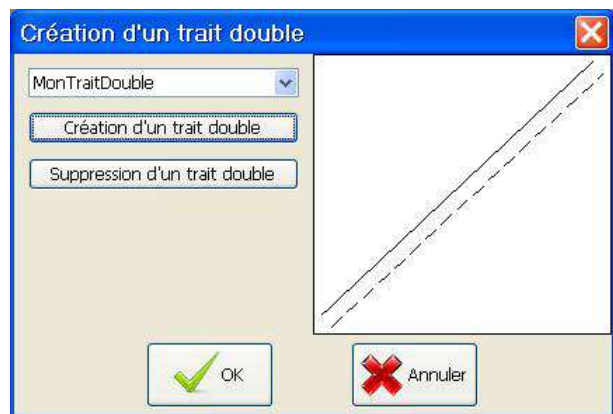 Création d'un trait double
MonTraitDouble
Création d'un trait double
Suppression d'un trait double
OK
Annuler